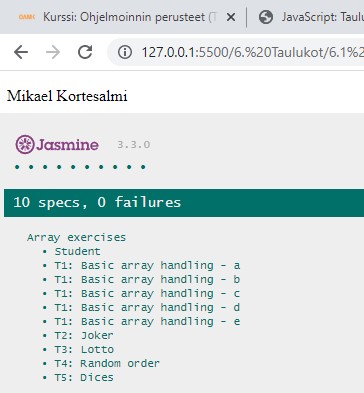 OAMK Kurssi: Ohjelmoinnin perusteet (T
JavaScript: Taulu
127.0.0.1:5500/6.%20Taulukot/6.1%
Mikael Kortesalmi
Jasmine 3.3.0
• • • • • • • • • •
10 specs, 0 failures
Array exercises
• Student
• T1: Basic array handling - a
• T1: Basic array handling - b
• T1: Basic array handling - c
• T1: Basic array handling - d
• T1: Basic array handling - e
• T2: Joker
• T3: Lotto
• T4: Random order
• T5: Dices